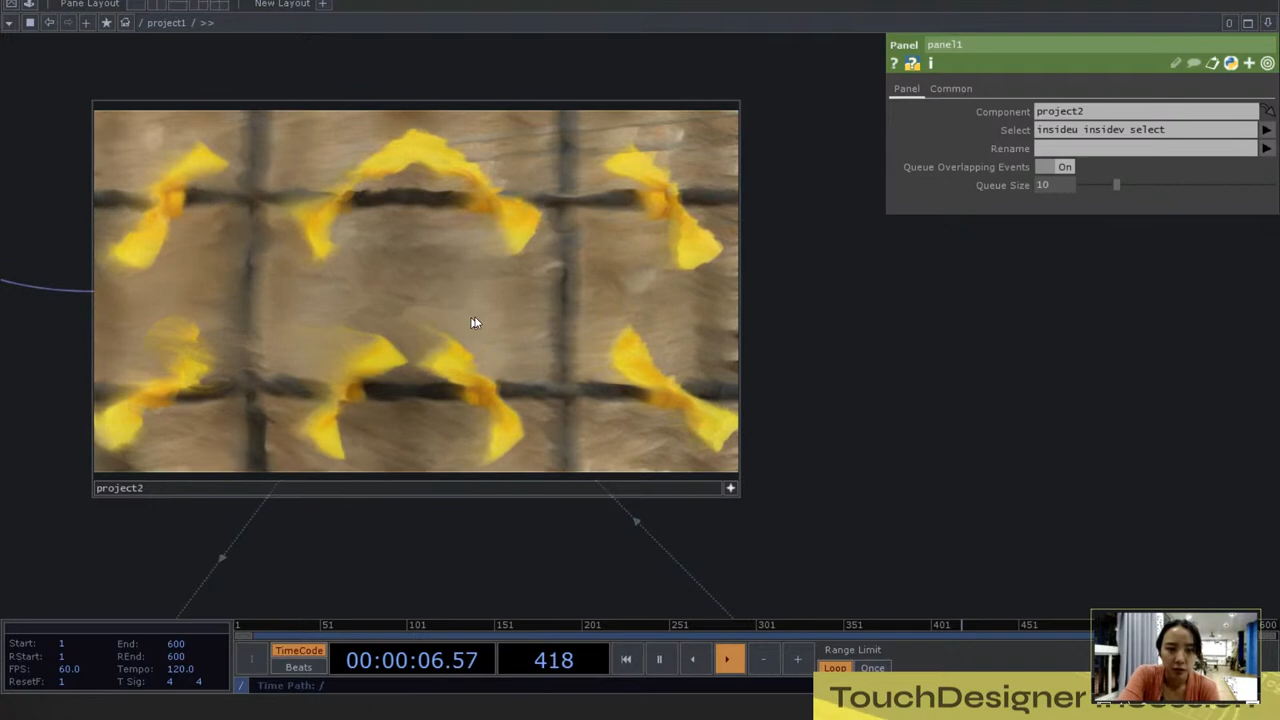 Pane Layout
New Layout +
/ project1 / >>
0
Panel panel1
? ? i
Panel Common
Component project2
Select insideu insidev select
Rename
Queue Overlapping Events On
Queue Size 10
project2
1 51 101 151 201 251 301 351 401 451 500
Start: 1 End: 600
RStart: 1 REnd: 600
FPS: 60.0 Tempo: 120.0
ResetF: 1 T Sig: 4 4
TimeCode
Beats
00:00:06.57
418
- +
Range Limit
Loop Once
/ Time Path: /
TouchDesigner